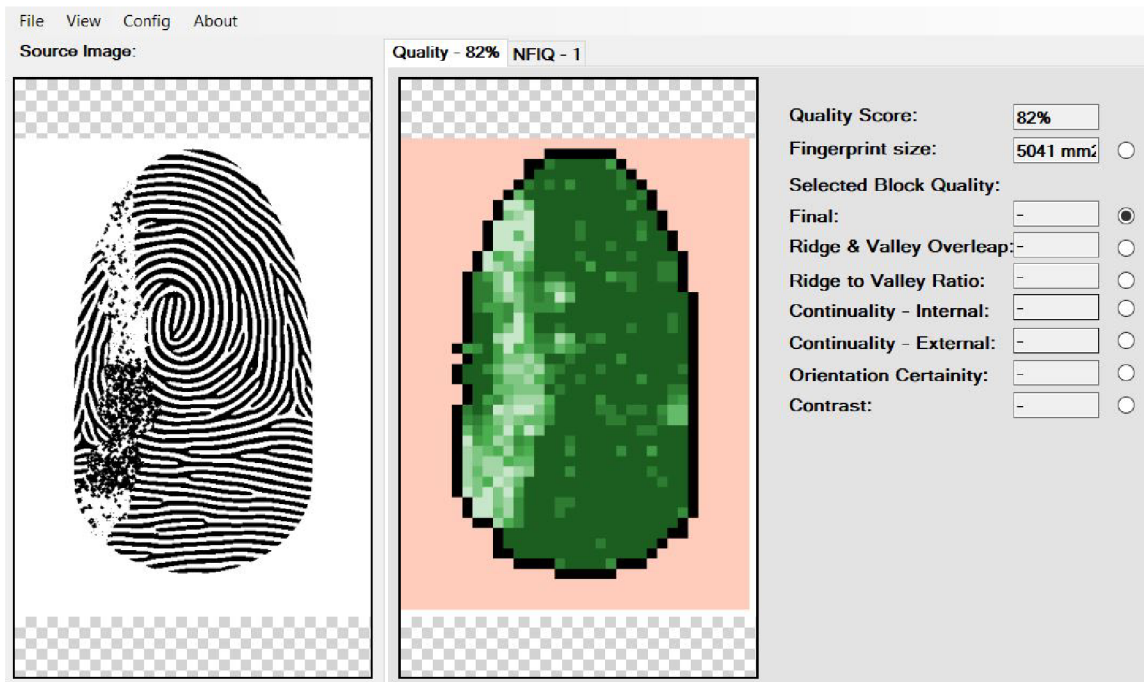 File View Config About
Source Image:
Quality - 82% NFIQ - 1
Quality Score: 82%
Fingerprint size: 5041 mm2
Selected Block Quality:
Final: -
Ridge & Valley Overleap: -
Ridge to Valley Ratio: -
Continuality - Internal: -
Continuality - External: -
Orientation Certainity: -
Contrast: -